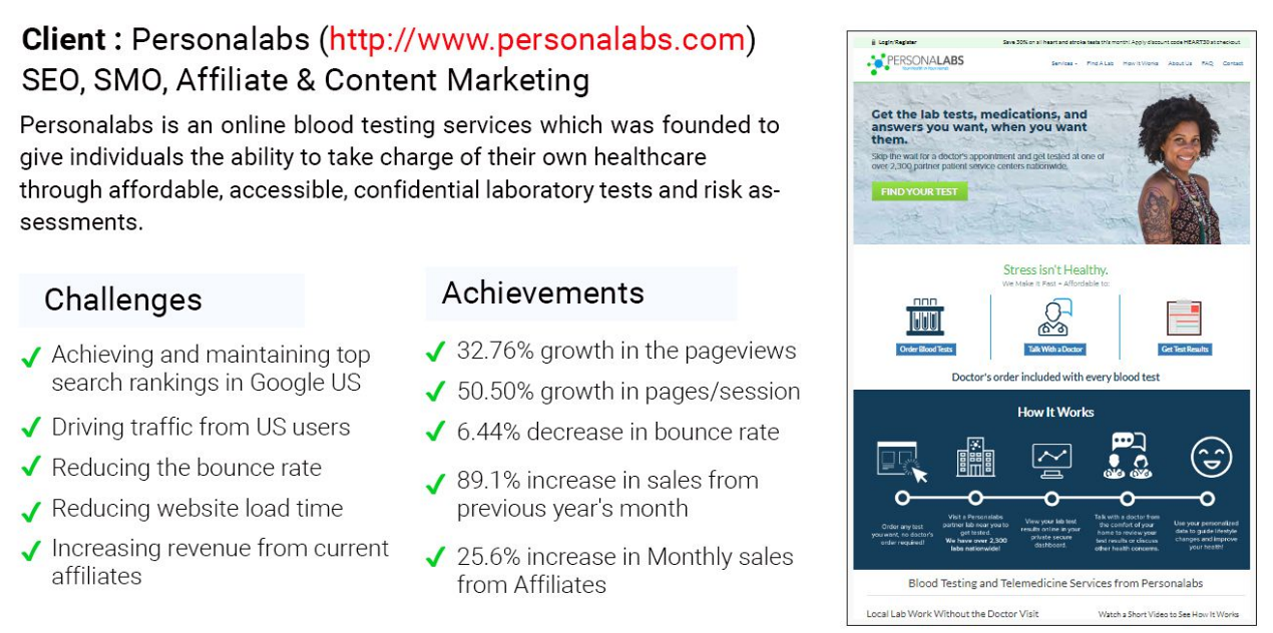 Client : Personalabs (http://www.personalabs.com)
SEO, SMO, Affiliate & Content Marketing
Personalabs is an online blood testing services which was founded to
give individuals the ability to take charge of their own healthcare
through affordable, accessible, confidential laboratory tests and risk as-
sessments.
Challenges
Achieving and maintaining top
search rankings in Google US
Driving traffic from US users
Reducing the bounce rate
Reducing website load time
Increasing revenue from current
affiliates
Achievements
32.76% growth in the pageviews
50.50% growth in pages/session
6.44% decrease in bounce rate
89.1% increase in sales from
previous year's month
25.6% increase in Monthly sales
from Affiliates
Login/Register
Save 30% on all heart and stroke tests this month! Apply discount code HEART30 at checkout
PERSONALABS
Services
Find A Lab
How It Works
About Us
FAQ
Contact
Get the lab tests, medications, and
answers you want, when you want
them.
Skip the wait for a doctor's appointment and get tested at one of
over 2,300 partner patient service centers nationwide.
FIND YOUR TEST
Stress isn't Healthy.
We Make It Fast + Affordable to:
Order Blood Tests
Talk With a Doctor
Get Test Results
Doctor's order included with every blood test
How It Works
Order any test
you want, no doctor's
order required!
Visit a Personalabs
partner lab near you to
get tested.
We have over 2,300
labs nationwide!
View your lab test
results online in your
private secure
dashboard.
Talk with a doctor from
the comfort of your
home to review your
test results or discuss
other health concerns.
Use your personalized
data to guide lifestyle
changes and improve
your health!
Blood Testing and Telemedicine Services from Personalabs
Local Lab Work Without the Doctor Visit
Watch a Short Video to See How It Works